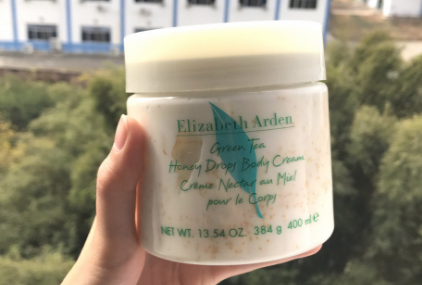 Elizabeth Arden
Green Tea
Honey Drops Body Cream
Crème Nectar au Miel
pour le Corps
NET WT. 13.54 OZ. 384 g 400 ml ℮